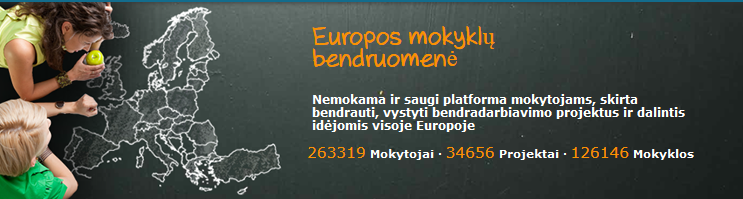 Europos mokyklų
bendruomenė
Nemokama ir saugi platforma mokytojams, skirta
bendrauti, vystyti bendradarbiavimo projektus ir dalintis
idėjomis visoje Europoje
263319 Mokytojai · 34656 Projektai · 126146 Mokyklos